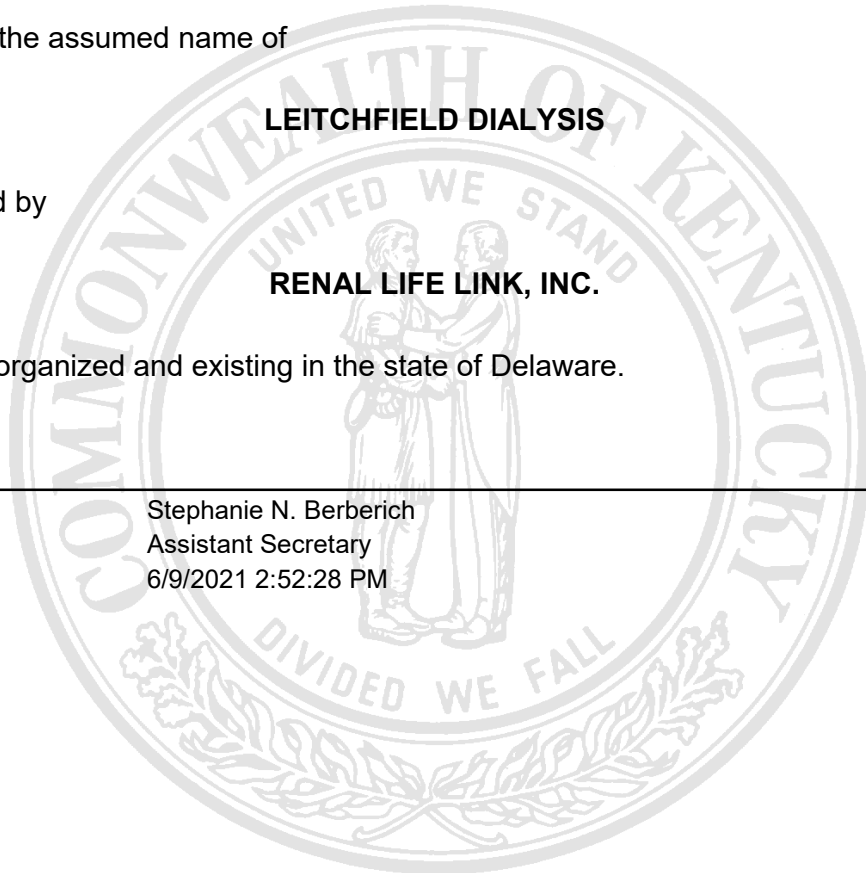 the assumed name of
LEITCHFIELD DIALYSIS
d by
RENAL LIFE LINK, INC.
organized and existing in the state of Delaware.
Stephanie N. Berberich
Assistant Secretary
6/9/2021 2:52:28 PM
COMMONWEALTH OF KENTUCKY
UNITED WE STAND
DIVIDED WE FALL